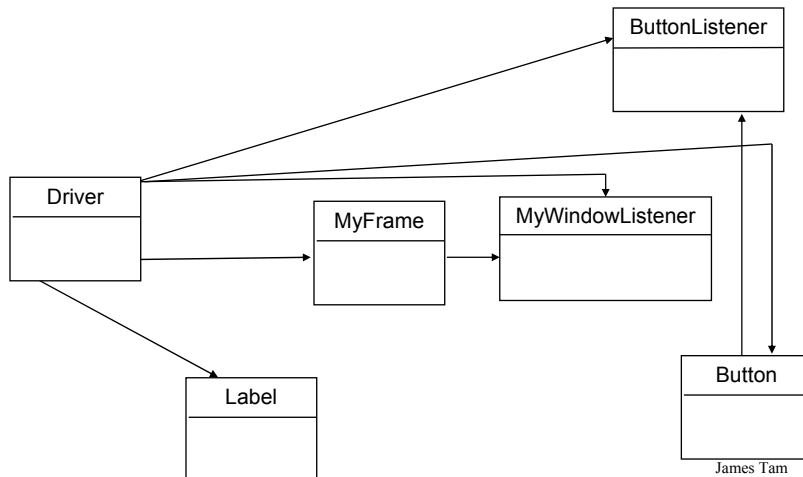 ButtonListener
Driver
MyFrame
MyWindowListener
Label
Button
James Tam